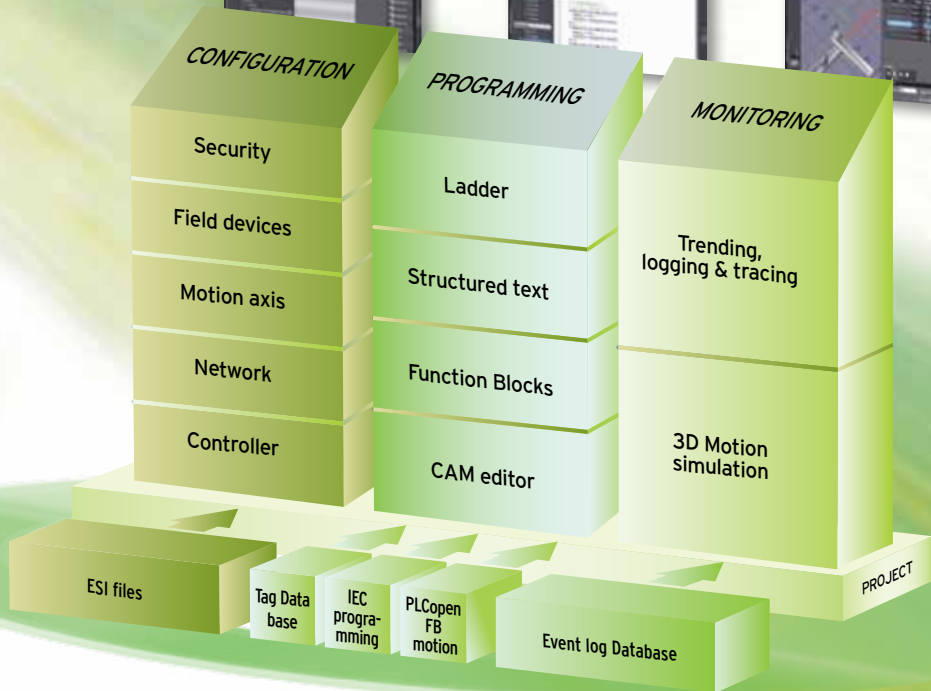 CONFIGURATION
Security
Field devices
Motion axis
Network
Controller
PROGRAMMING
Ladder
Structured text
Function Blocks
CAM editor
MONITORING
Trending,
logging & tracing
3D Motion
simulation
PROJECT
ESI files
Tag Data
base
IEC
progra-
mming
PLCopen
FB
motion
Event log Database